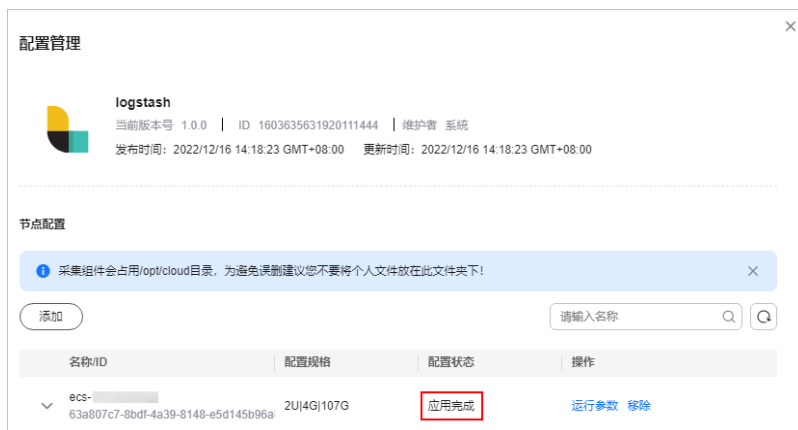 配置管理
logstash
当前版本号 1.0.0 | ID 1603635631920111444 | 维护者 系统
发布时间：2022/12/16 14:18:23 GMT+08:00 更新时间：2022/12/16 14:18:23 GMT+08:00
节点配置
采集组件会占用/opt/cloud目录，为避免误删建议您不要将个人文件放在此文件夹下！
添加 请输入名称
名称/ID 配置规格 配置状态 操作
ecs- 2U|4G|107G 应用完成 运行参数 移除
63a807c7-8bdf-4a39-8148-e5d145b96a